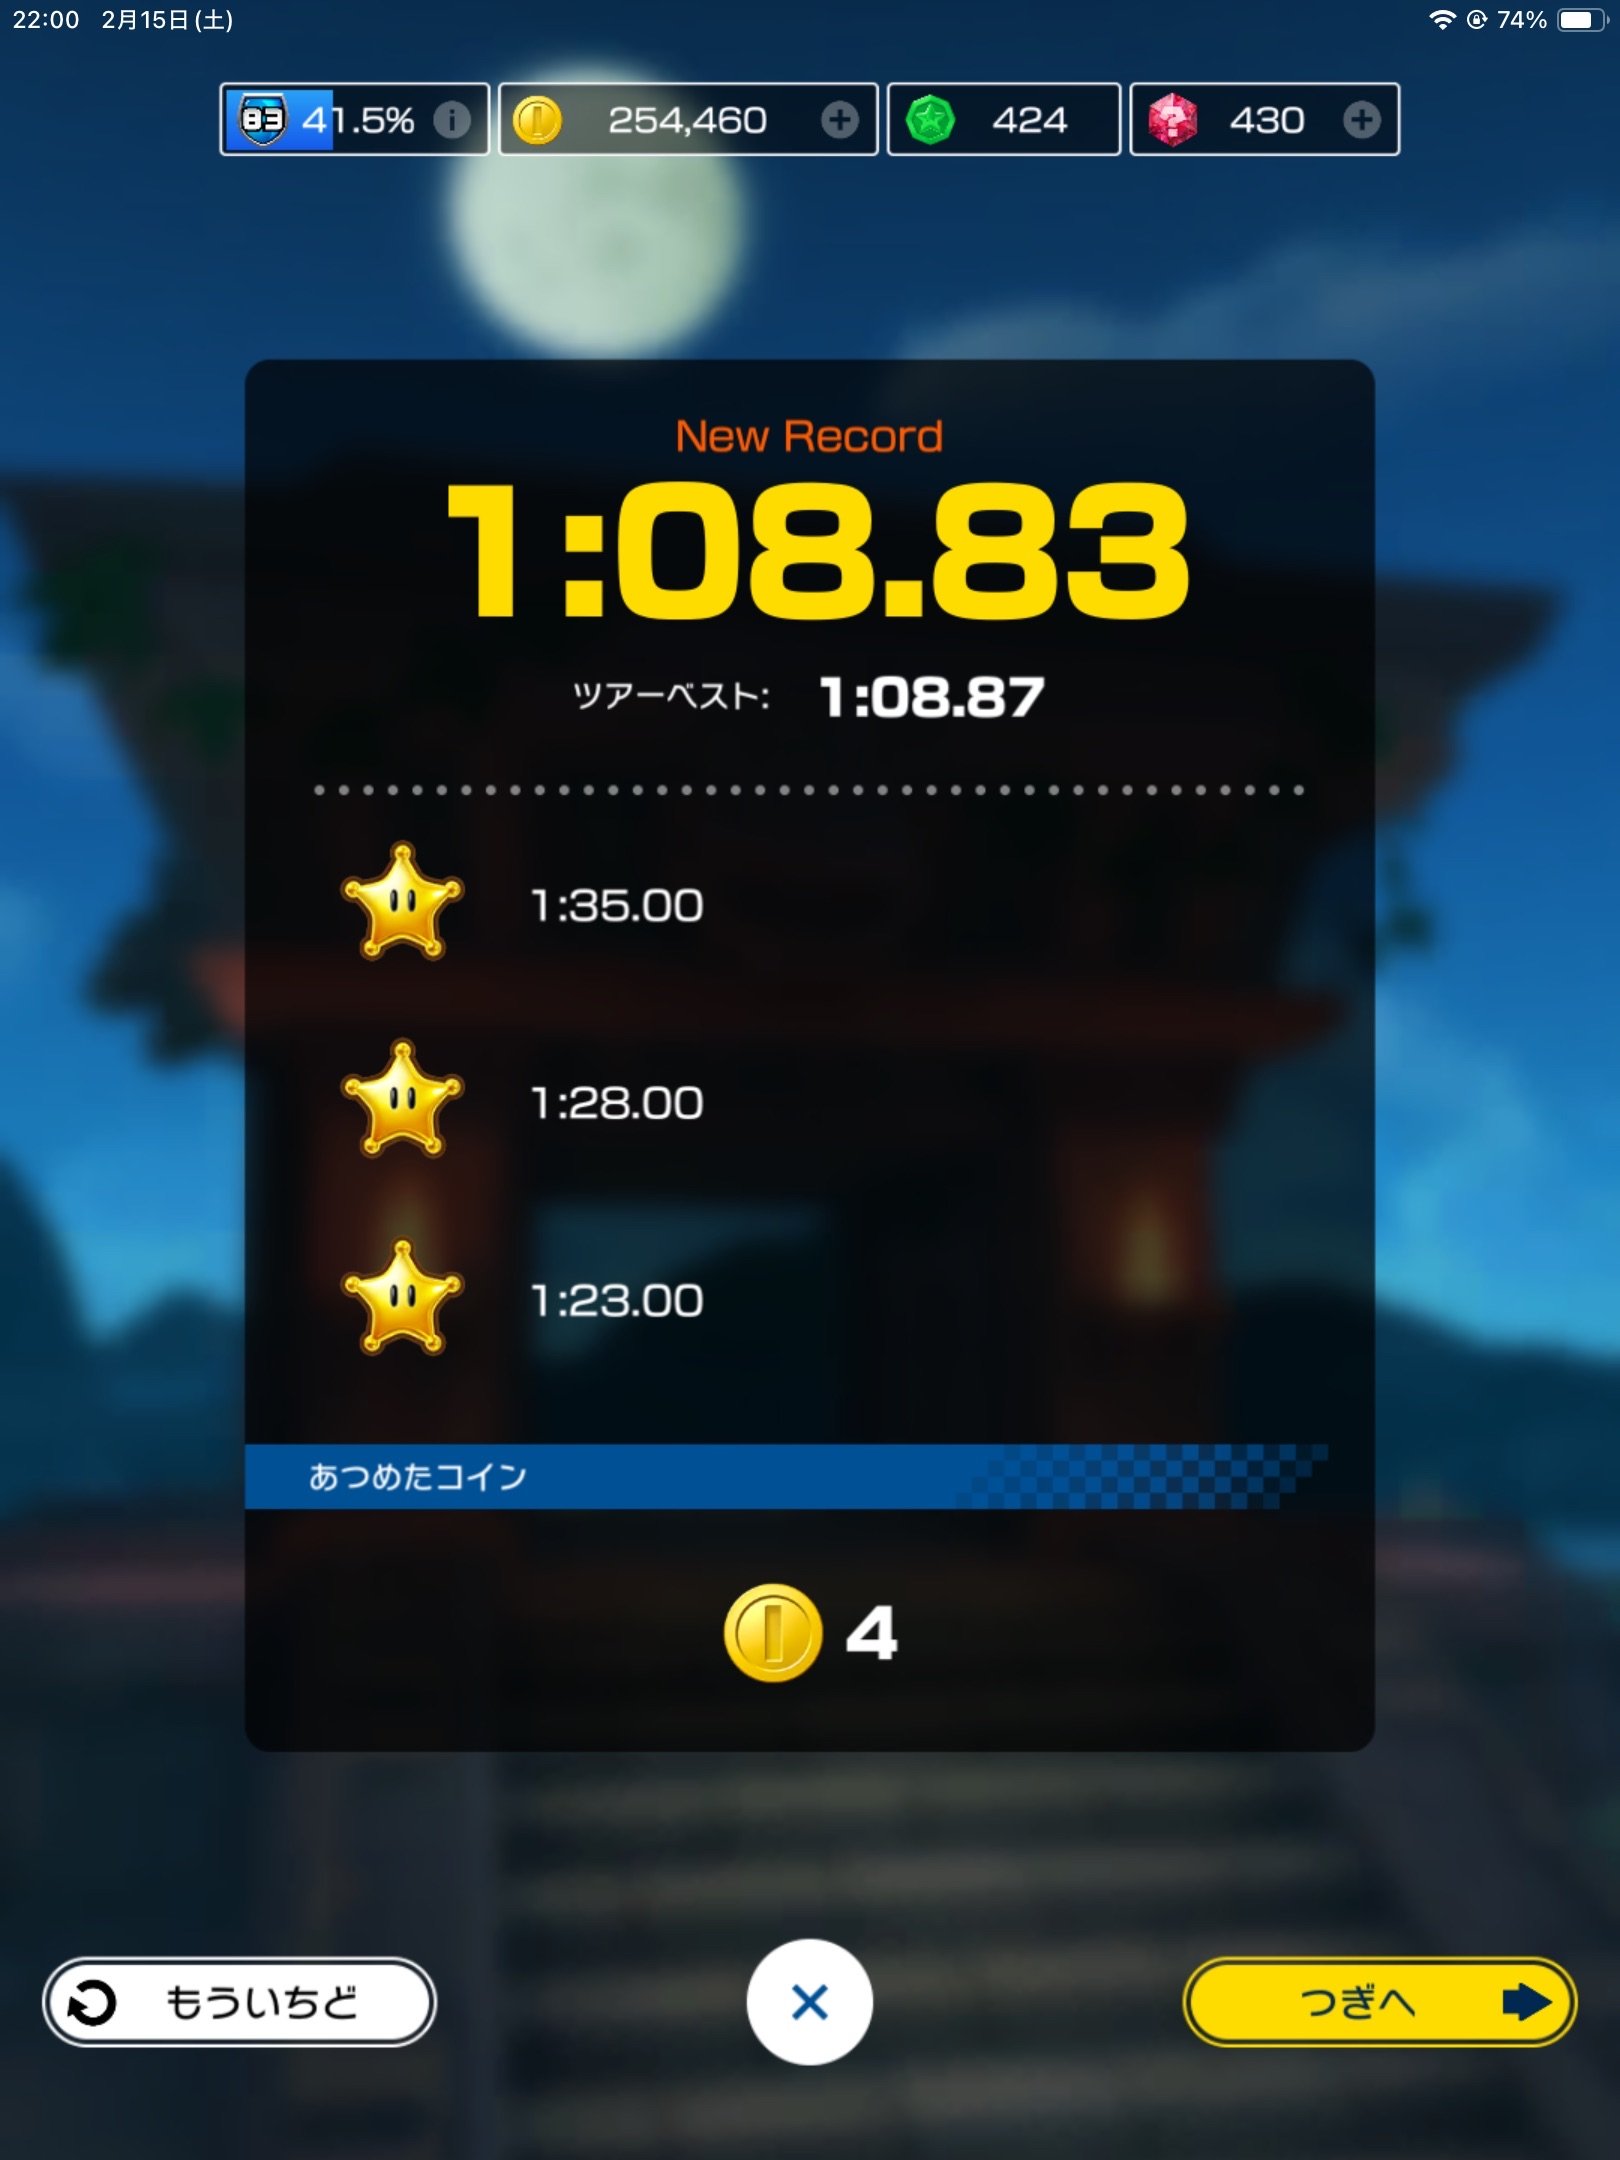 22:00 2月15日(土) 74%
83 41.5% i 254,460 + 424 ? 430 +
New Record
1:08.83
ツアーベスト: 1:08.87
1:35.00
1:28.00
1:23.00
あつめたコイン
4
もういちど × つぎへ